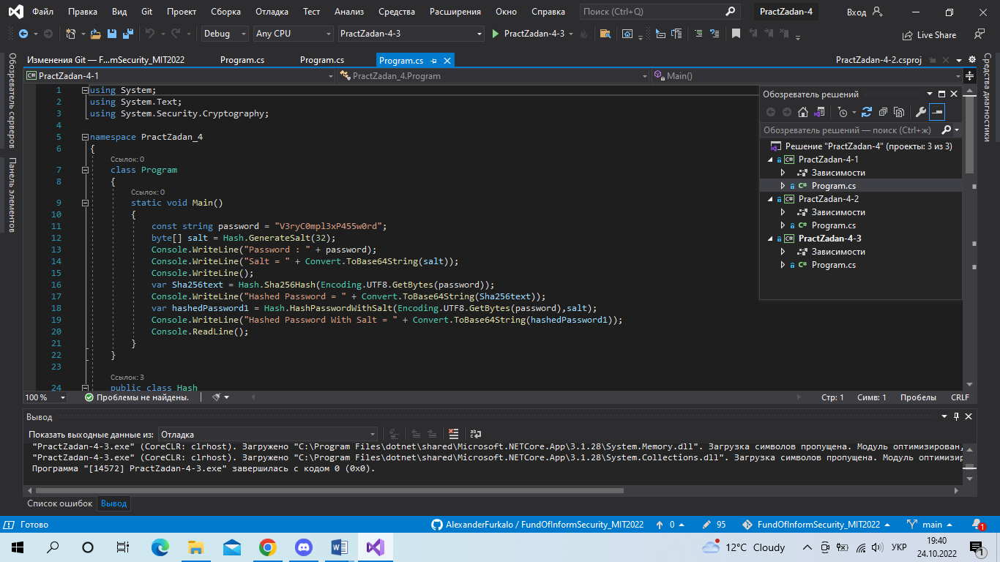 Файл Правка Вид Git Проект Сборка Отладка Тест Анализ Средства Расширения Окно Справка Поиск (Ctrl+Q) PractZadan-4 Вход
Debug Any CPU PractZadan-4-3 PractZadan-4-3 Live Share
Изменения Git — F...mSecurity_MIT2022 Program.cs Program.cs Program.cs PractZadan-4-2.csproj
Обозреватель серверов
Панель элементов
Средства диагностики
C# PractZadan-4-1 PractZadan_4.Program Main()
1 using System;
2 using System.Text;
3 using System.Security.Cryptography;
4
5 namespace PractZadan_4
6 {
Ссылок: 0
7 class Program
8 {
Ссылок: 0
9 static void Main()
10 {
11 const string password = "V3ryC0mpl3xP455w0rd";
12 byte[] salt = Hash.GenerateSalt(32);
13 Console.WriteLine("Password : " + password);
14 Console.WriteLine("Salt = " + Convert.ToBase64String(salt));
15 Console.WriteLine();
16 var Sha256text = Hash.Sha256Hash(Encoding.UTF8.GetBytes(password));
17 Console.WriteLine("Hashed Password = " + Convert.ToBase64String(Sha256text));
18 var hashedPassword1 = Hash.HashPasswordWithSalt(Encoding.UTF8.GetBytes(password),salt);
19 Console.WriteLine("Hashed Password With Salt = " + Convert.ToBase64String(hashedPassword1));
20 Console.ReadLine();
21 }
22 }
23
Ссылок: 3
24 public class Hash
Обозреватель решений
Обозреватель решений — поиск (Ctrl+ж)
Решение "PractZadan-4" (проекты: 3 из 3)
C# PractZadan-4-1
Зависимости
C# Program.cs
C# PractZadan-4-2
Зависимости
C# Program.cs
C# PractZadan-4-3
Зависимости
C# Program.cs
100 % Проблемы не найдены. Стр: 1 Симв: 1 Пробелы CRLF
Вывод
Показать выходные данные из: Отладка
"PractZadan-4-3.exe" (CoreCLR: clrhost). Загружено "C:\Program Files\dotnet\shared\Microsoft.NETCore.App\3.1.28\System.Memory.dll". Загрузка символов пропущена. Модуль оптимизирован,
"PractZadan-4-3.exe" (CoreCLR: clrhost). Загружено "C:\Program Files\dotnet\shared\Microsoft.NETCore.App\3.1.28\System.Collections.dll". Загрузка символов пропущена. Модуль оптимизир
Программа "[14572] PractZadan-4-3.exe" завершилась с кодом 0 (0x0).
Список ошибок Вывод
Готово AlexanderFurkalo / FundOfInformSecurity_MIT2022 0 95 FundOfInformSecurity_MIT2022 main 1
12°C Cloudy УКР 19:40
24.10.2022 1